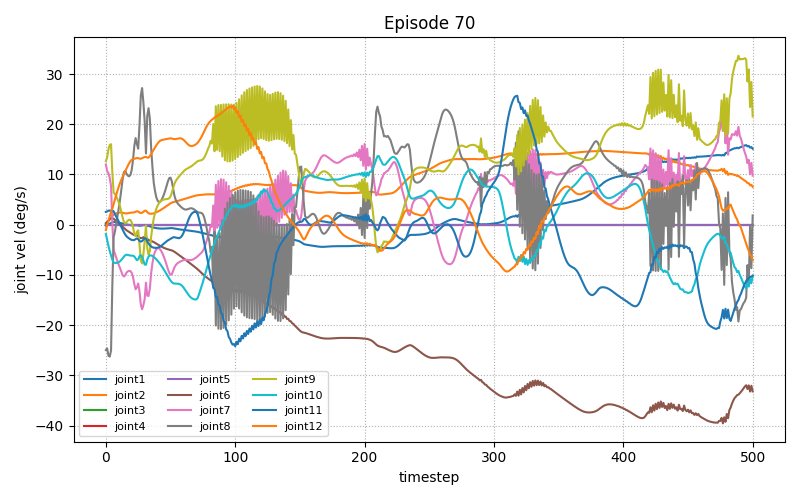 Episode 70
joint vel (deg/s)
30
20
10
0
−10
−20
−30
−40
joint1 joint5 joint9
joint2 joint6 joint10
joint3 joint7 joint11
joint4 joint8 joint12
0 100 200 300 400 500
timestep